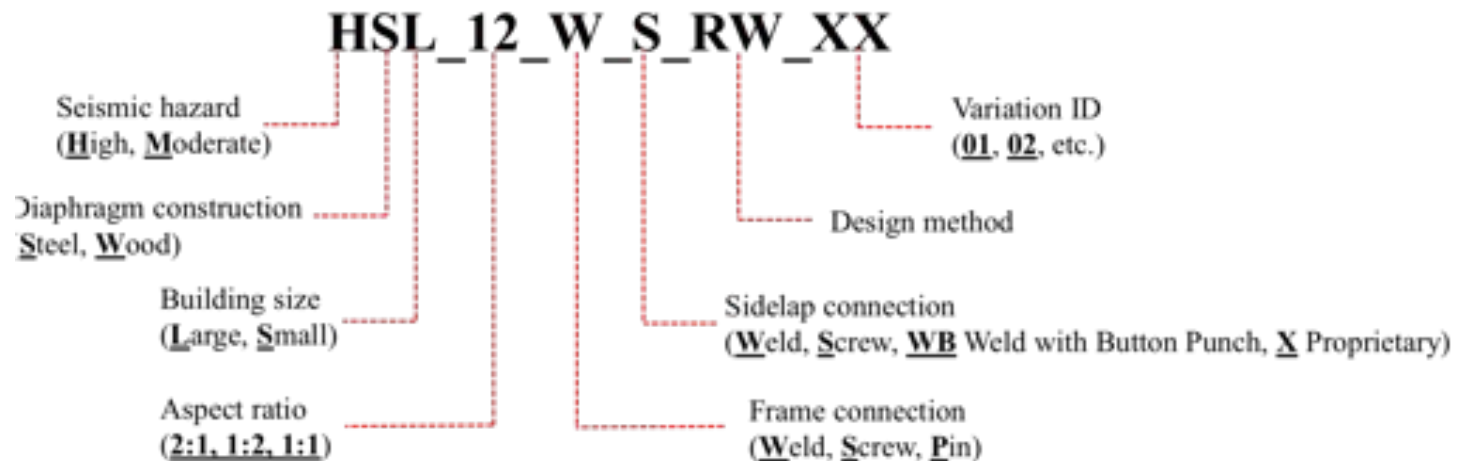 HSL_12_W_S_RW_XX
Seismic hazard
(High, Moderate)
Variation ID
(01, 02, etc.)
Diaphragm construction
Steel, Wood)
Design method
Building size
(Large, Small)
Sidelap connection
(Weld, Screw, WB Weld with Button Punch, X Proprietary)
Aspect ratio
(2:1, 1:2, 1:1)
Frame connection
(Weld, Screw, Pin)